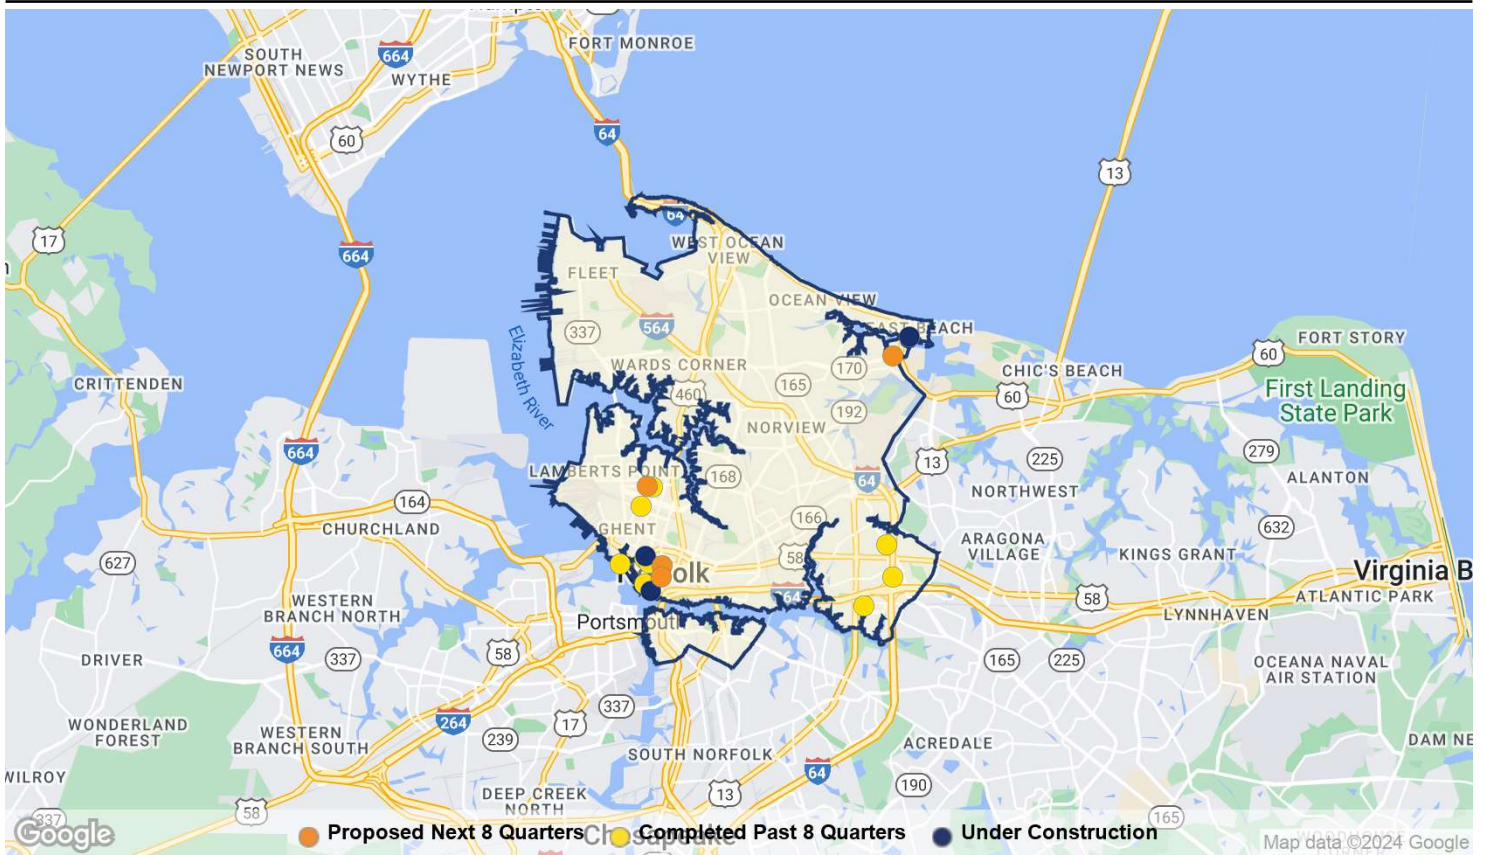 FORT MONROE
SOUTH
NEWPORT NEWS
664
WYTHE
60
64
13
17
664
64
WEST OCEAN
VIEW
FLEET
OCEAN VIEW
EAST BEACH
337
564
Elizabeth River
FORT STORY
60
WARDS CORNER
170
CHIC'S BEACH
CRITTENDEN
165
460
60
First Landing
State Park
192
NORVIEW
664
13
225
279
LAMBERTS POINT
168
64
ALANTON
NORTHWEST
164
CHURCHLAND
GHENT
166
632
ARAGONA
VILLAGE
KINGS GRANT
627
58
Norfolk
Virginia B
264
58
ATLANTIC PARK
WESTERN
BRANCH NORTH
LYNNHAVEN
Portsmouth
664
58
337
DRIVER
165
225
OCEANA NAVAL
AIR STATION
337
264
17
WONDERLAND
FOREST
WESTERN
BRANCH SOUTH
239
ACREDALE
DAM NE
SOUTH NORFOLK
64
WILROY
190
DEEP CREEK
NORTH
13
58
337
165
Google
Proposed Next 8 Quarters
Chesapeake
Completed Past 8 Quarters
Under Construction
Map data ©2024 Google